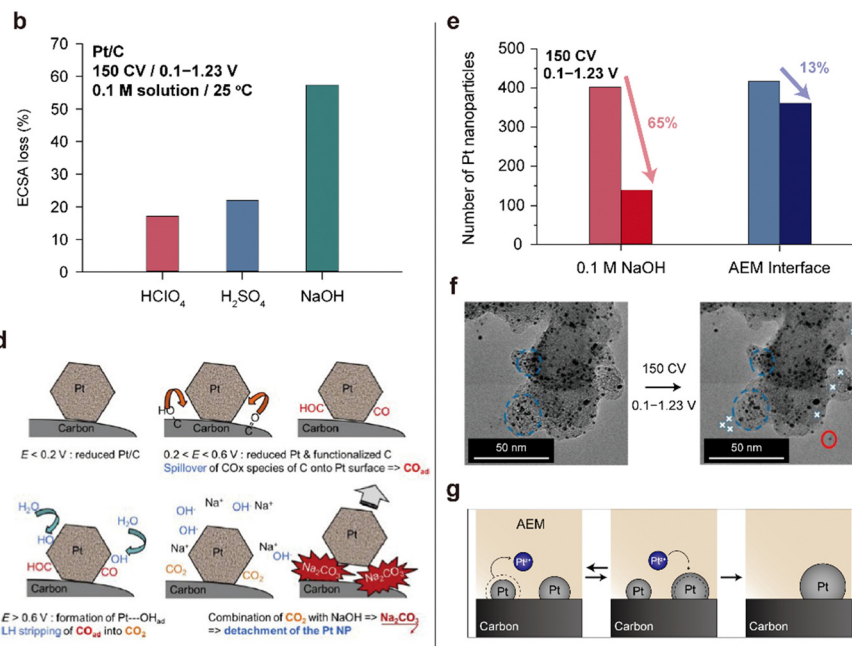 b
Pt/C
150 CV / 0.1−1.23 V
0.1 M solution / 25 °C
ECSA loss (%)
70
60
50
40
30
20
10
0
HClO₄
H₂SO₄
NaOH
e
150 CV
0.1−1.23 V
65%
13%
Number of Pt nanoparticles
500
400
300
200
100
0
0.1 M NaOH
AEM Interface
d
Pt
Carbon
E < 0.2 V : reduced Pt/C
Pt
HO
C
O
C
Carbon
0.2 < E < 0.6 V : reduced Pt & functionalized C
Spillover of COx species of C onto Pt surface => COad
Pt
HOC
CO
Carbon
H₂O
H₂O
HO
OH
Pt
HOC
CO
Carbon
E > 0.6 V : formation of Pt---OHad
LH stripping of COad into CO₂
OH-
Na⁺
OH-
Na⁺
OH-
Na⁺
Na⁺
OH-
Pt
CO₂
CO₂
Carbon
Pt
Na₂CO₃
Na₂CO₃
Carbon
Combination of CO₂ with NaOH => Na₂CO₃
=> detachment of the Pt NP
f
50 nm
150 CV
0.1−1.23 V
50 nm
g
AEM
Pt
Pt
Carbon
Pt
Pt
Carbon
Pt
Carbon